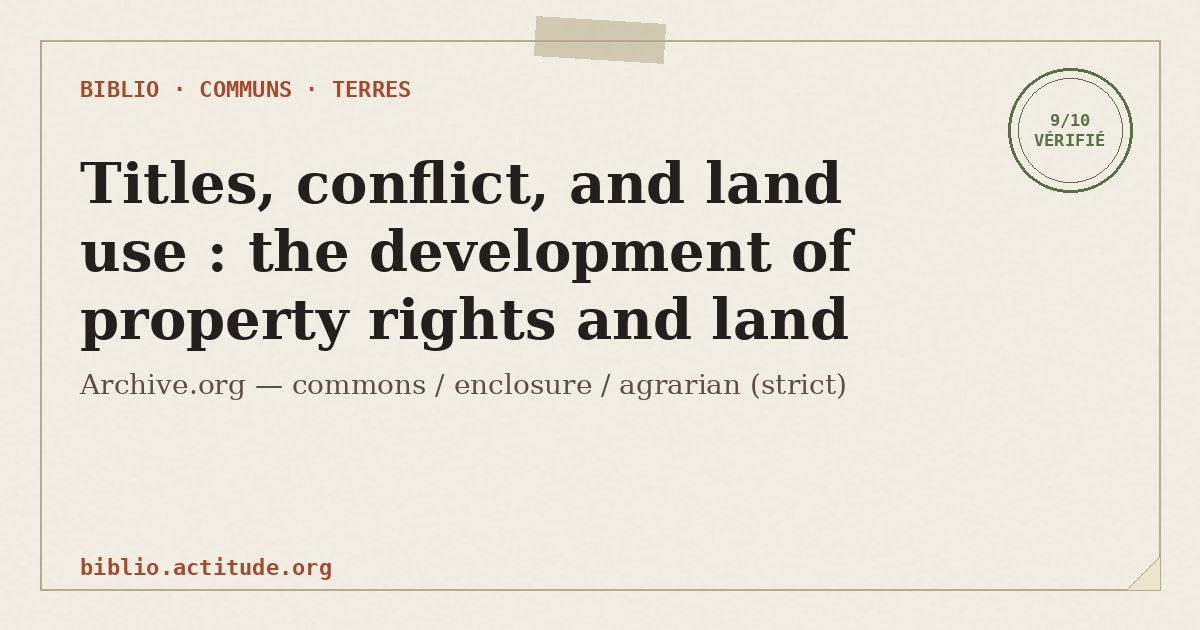 BIBLIO · COMMUNS · TERRES
9/10
VÉRIFIÉ
Titles, conflict, and land
use : the development of
property rights and land
Archive.org — commons / enclosure / agrarian (strict)
biblio.actitude.org